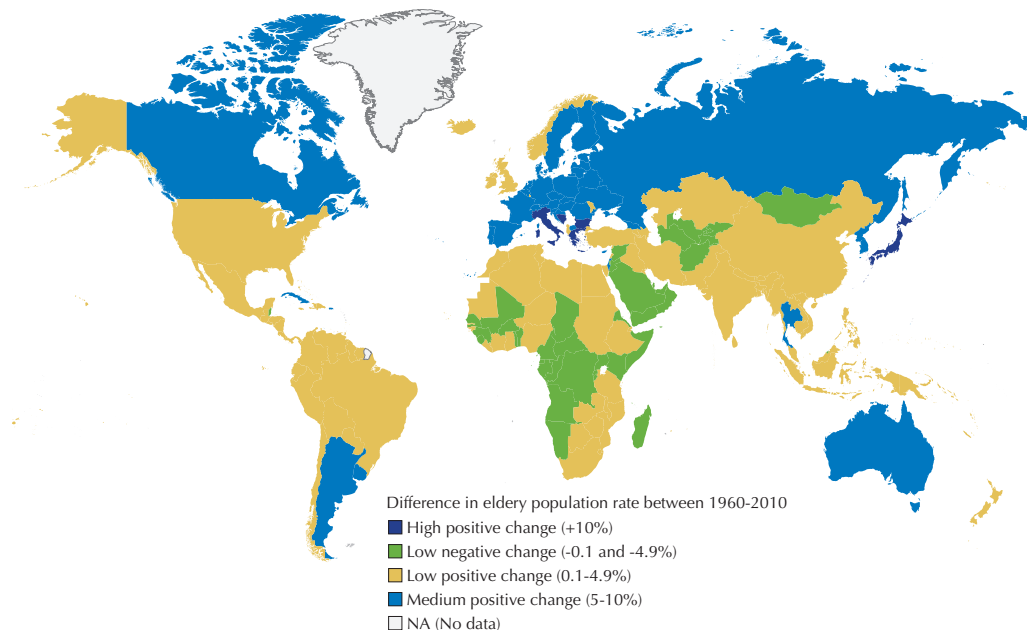 Difference in eldery population rate between 1960-2010
High positive change (+10%)
Low negative change (-0.1 and -4.9%)
Low positive change (0.1-4.9%)
Medium positive change (5-10%)
NA (No data)